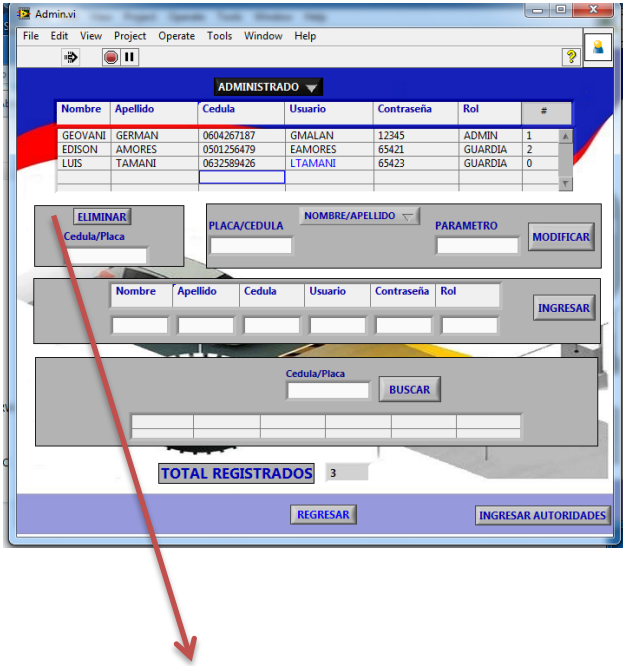 Admin.vi
File Edit View Project Operate Tools Window Help
?
ADMINISTRADO
Nombre Apellido Cedula Usuario Contraseña Rol #
GEOVANI GERMAN 0604267187 GMALAN 12345 ADMIN 1
EDISON AMORES 0501256479 EAMORES 65421 GUARDIA 2
LUIS TAMANI 0632589426 LTAMANI 65423 GUARDIA 0
ELIMINAR
Cedula/Placa
PLACA/CEDULA NOMBRE/APELLIDO PARAMETRO
MODIFICAR
Nombre Apellido Cedula Usuario Contraseña Rol
INGRESAR
Cedula/Placa
BUSCAR
TOTAL REGISTRADOS 3
REGRESAR INGRESAR AUTORIDADES